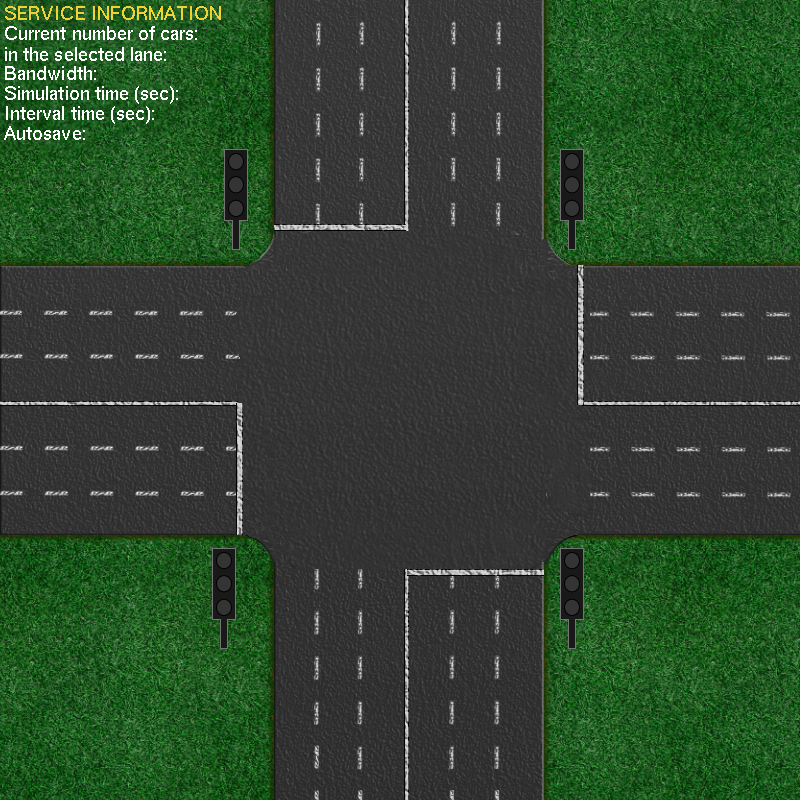 SERVICE INFORMATION
Current number of cars:
in the selected lane:
Bandwidth:
Simulation time (sec):
Interval time (sec):
Autosave: